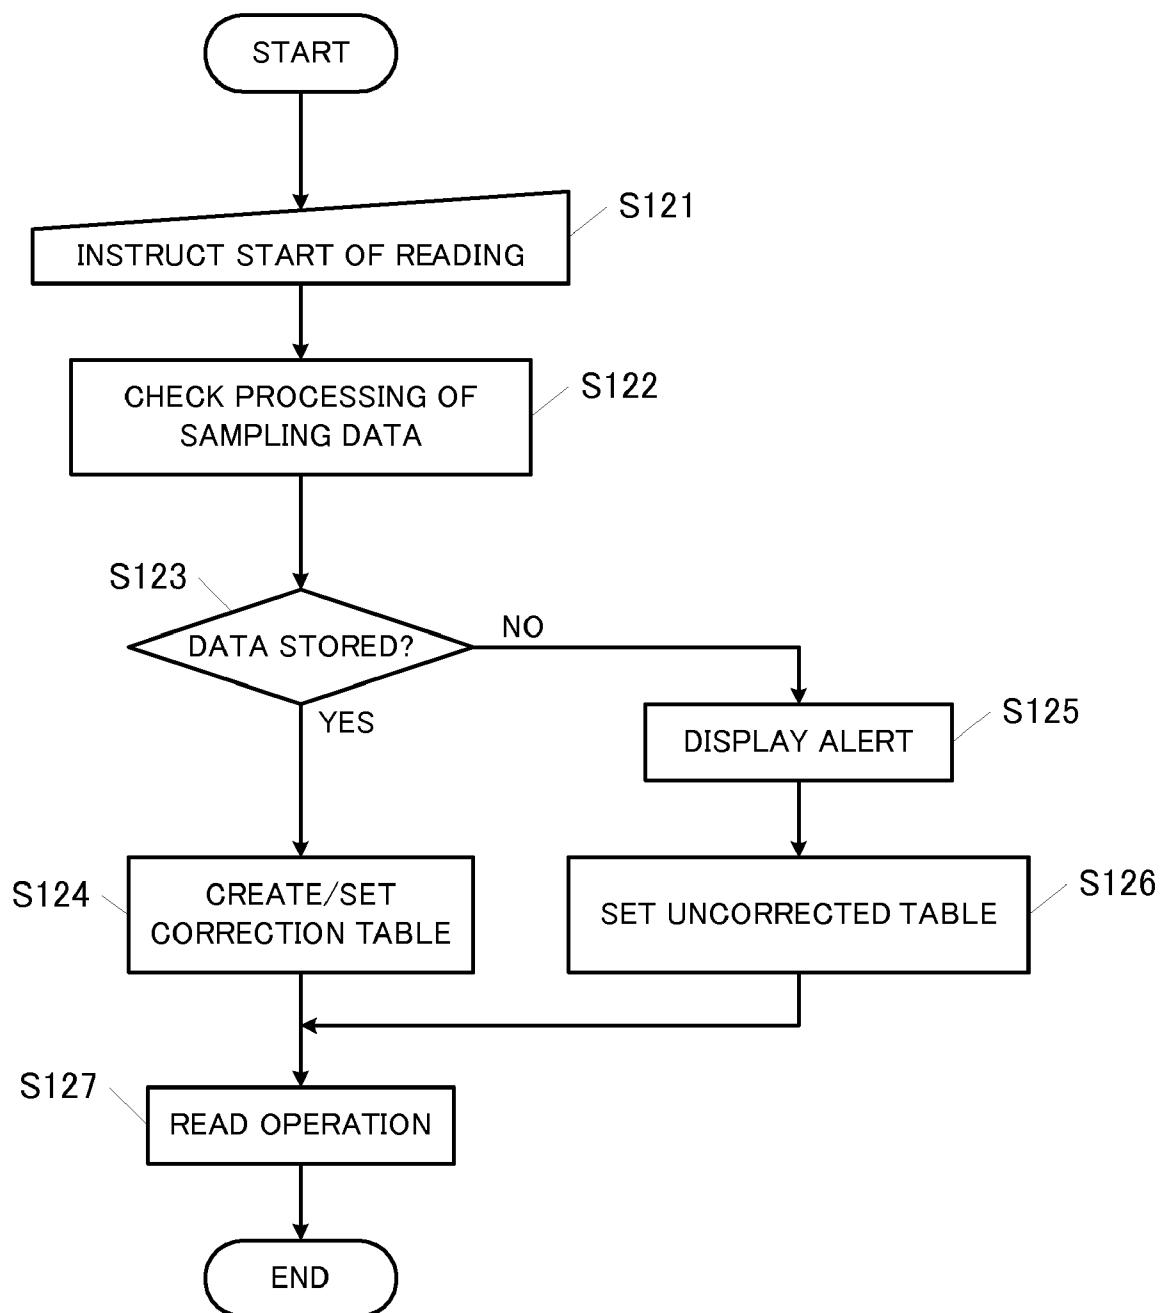 START
S121
INSTRUCT START OF READING
S122
CHECK PROCESSING OF
SAMPLING DATA
S123
DATA STORED?
NO
YES
S125
DISPLAY ALERT
S124
CREATE/SET
CORRECTION TABLE
S126
SET UNCORRECTED TABLE
S127
READ OPERATION
END